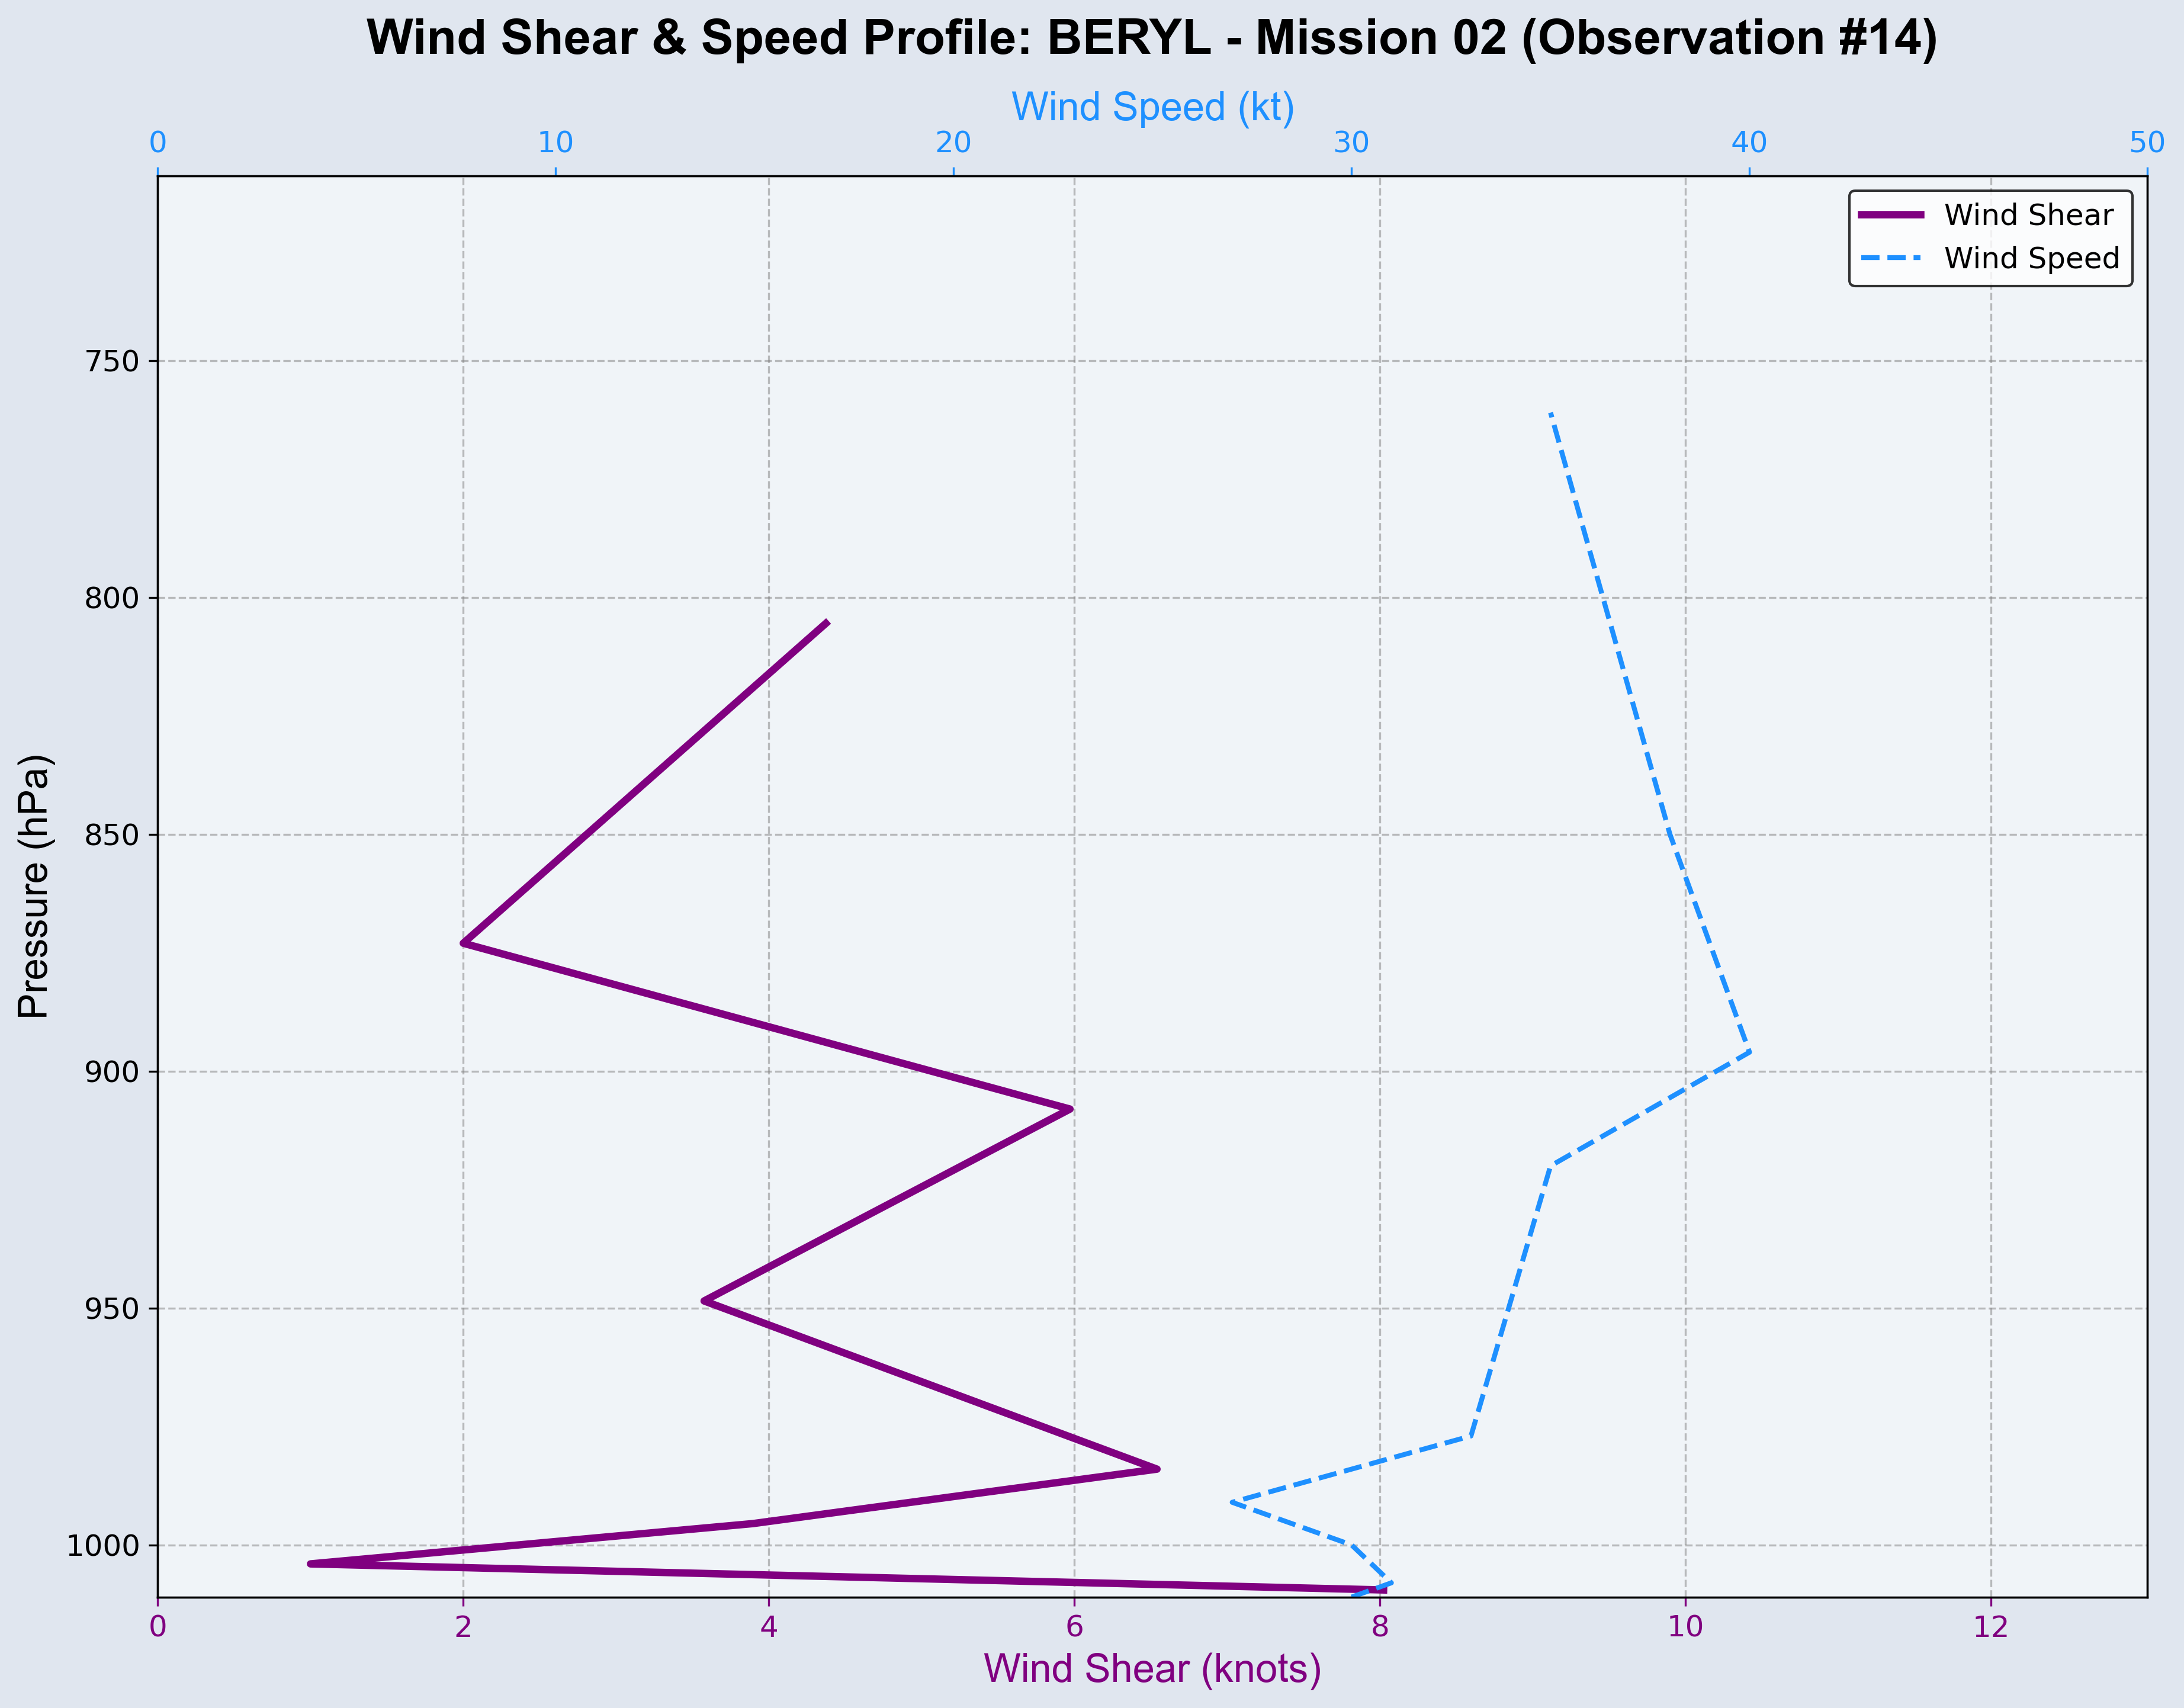 Wind Shear & Speed Profile: BERYL - Mission 02 (Observation #14)
Wind Speed (kt)
0 10 20 30 40 50
Wind Shear
Wind Speed
Pressure (hPa)
750
800
850
900
950
1000
0 2 4 6 8 10 12
Wind Shear (knots)